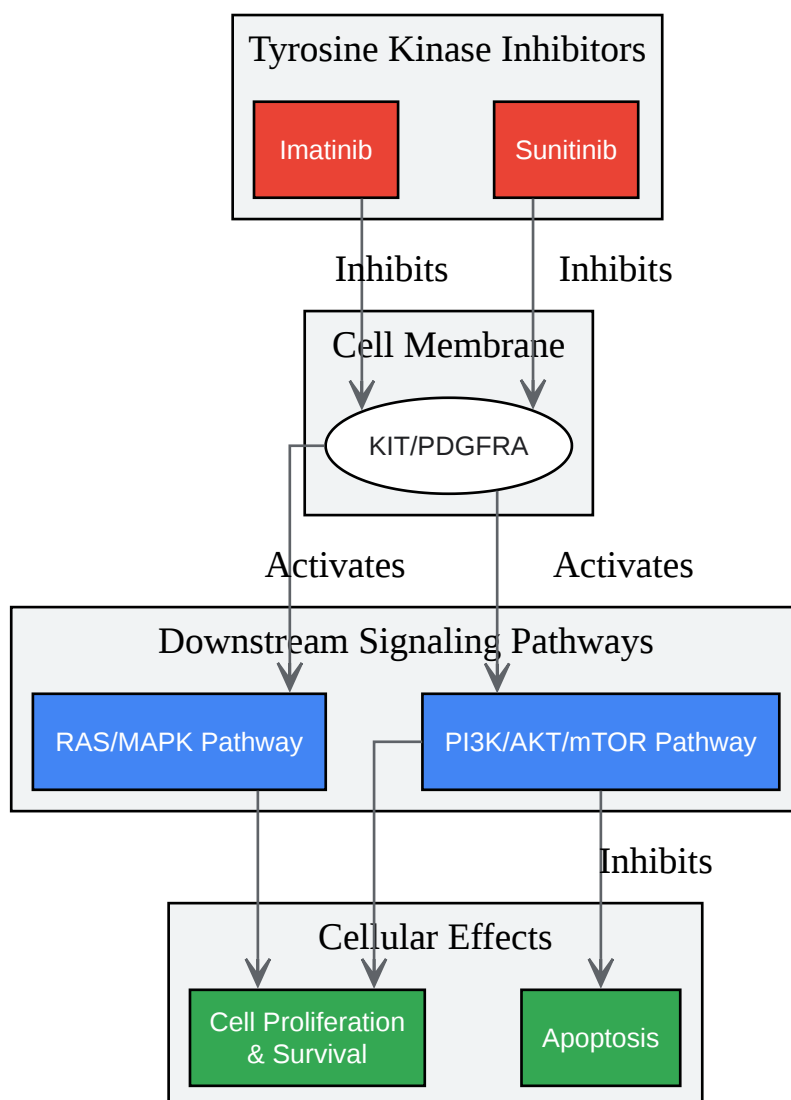 Tyrosine Kinase Inhibitors
Imatinib
Sunitinib
Inhibits
Inhibits
Cell Membrane
KIT/PDGFRA
Activates
Activates
Downstream Signaling Pathways
RAS/MAPK Pathway
PI3K/AKT/mTOR Pathway
Inhibits
Cellular Effects
Cell Proliferation
& Survival
Apoptosis